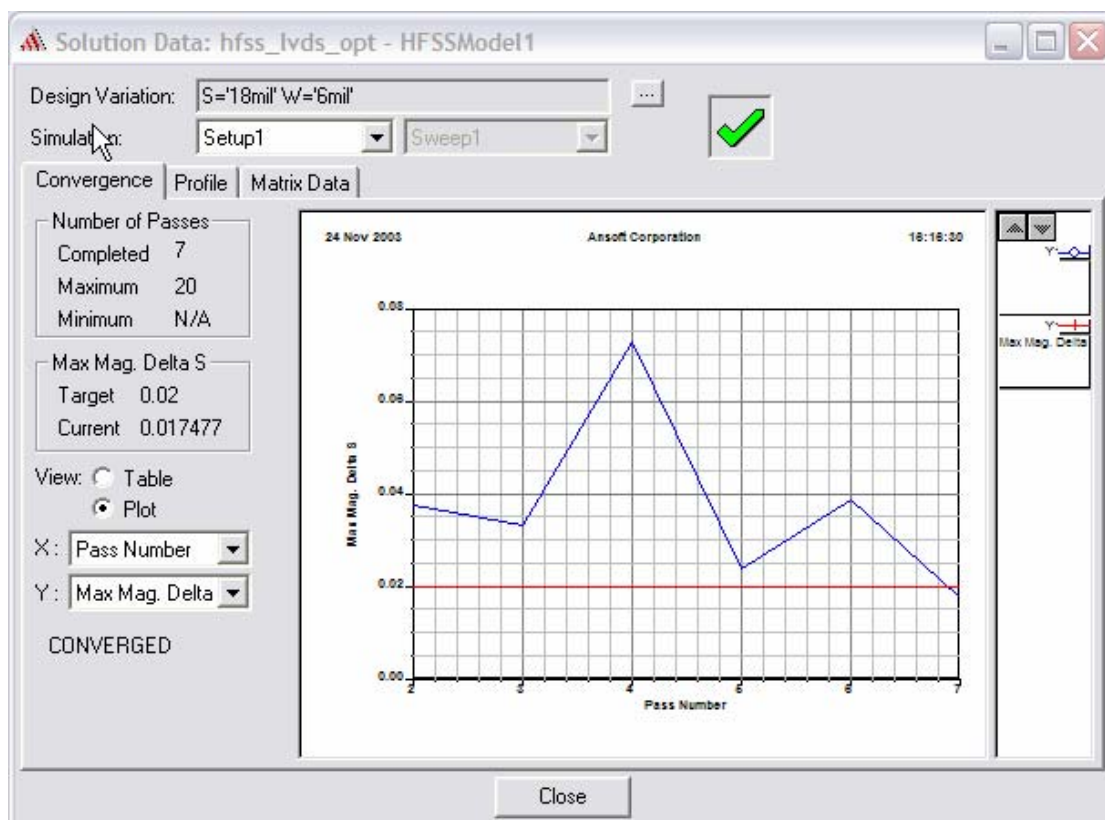 Solution Data: hfss_lvds_opt - HFSSModel1
Design Variation: S='18mil' W='6mil' ...
Simulation: Setup1 Sweep1
Convergence Profile Matrix Data
Number of Passes
Completed 7
Maximum 20
Minimum N/A
Max Mag. Delta S
Target 0.02
Current 0.017477
View: Table
Plot
X: Pass Number
Y: Max Mag. Delta
CONVERGED
24 Nov 2003 Ansoft Corporation 16:16:30
0.08
0.06
0.04
0.02
0.00
Max Mag. Delta S
2 3 4 5 6 7
Pass Number
Y
Y
Max Mag. Delta
Close